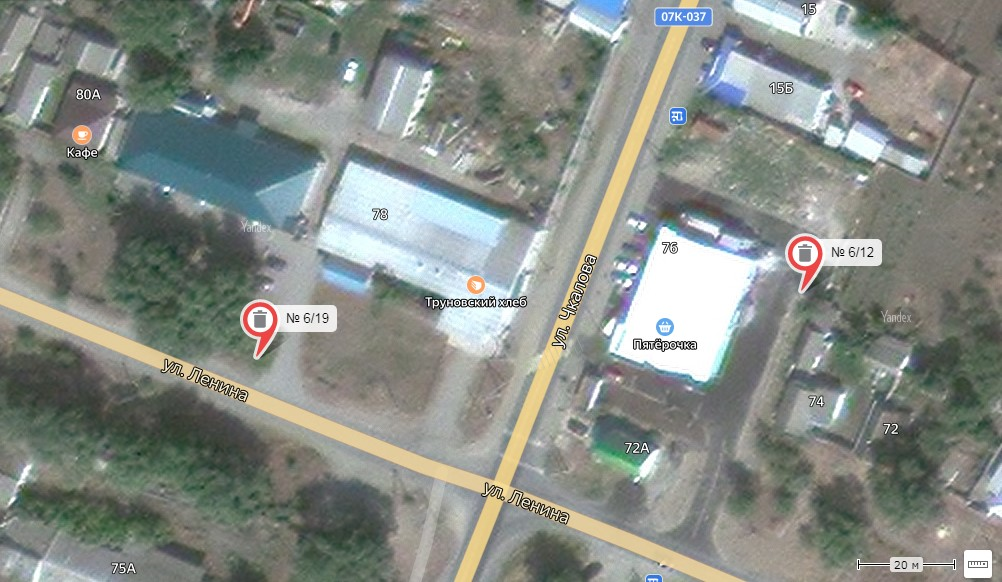 07К-037
15
80А
15Б
Кафе
78
Yandex
76
№ 6/12
Труновский хлеб
ул. Чкалова
№ 6/19
Yandex
Пятёрочка
ул. Ленина
74
72
72А
ул. Ленина
75А
20 м